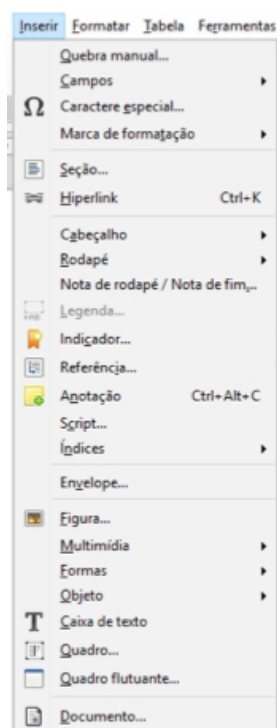 Inserir Formatar Tabela Ferramentas
Quebra manual...
Campos
Caractere especial...
Marca de formatação
Seção...
Hiperlink Ctrl+K
Cabeçalho
Rodapé
Nota de rodapé / Nota de fim...
Legenda...
Indicador...
Referência...
Anotação Ctrl+Alt+C
Script...
Índices
Envelope...
Figura...
Multimídia
Formas
Objeto
Caixa de texto
Quadro...
Quadro flutuante...
Documento...